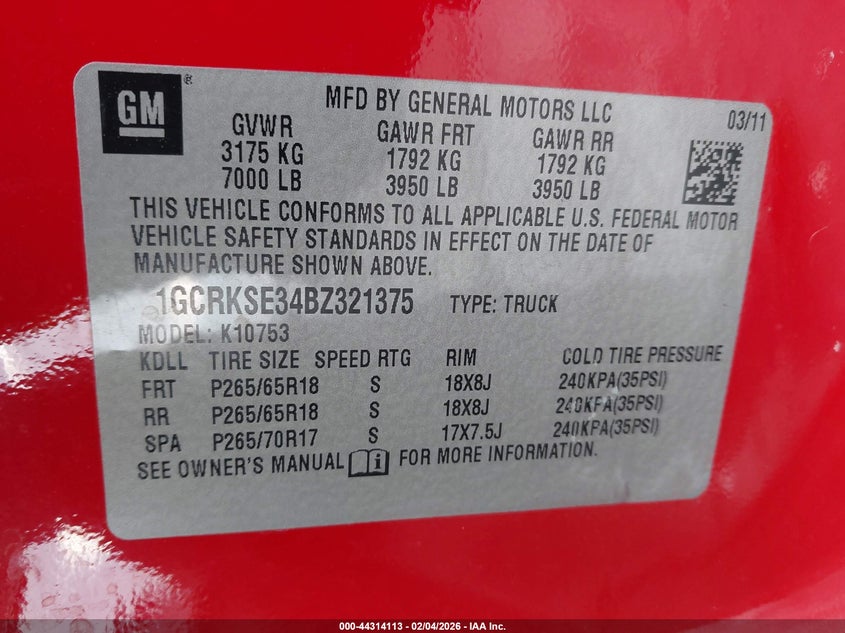 GM ®
MFD BY GENERAL MOTORS LLC
03/11
GVWR GAWR FRT GAWR RR
3175 KG 1792 KG 1792 KG
7000 LB 3950 LB 3950 LB
THIS VEHICLE CONFORMS TO ALL APPLICABLE U.S. FEDERAL MOTOR
VEHICLE SAFETY STANDARDS IN EFFECT ON THE DATE OF
MANUFACTURE SHOWN ABOVE.
1GCRKSE34BZ321375 TYPE: TRUCK
MODEL: K10753
KDLL TIRE SIZE SPEED RTG RIM COLD TIRE PRESSURE
FRT P265/65R18 S 18X8J 240KPA(35PSI)
RR P265/65R18 S 18X8J 240KPA(35PSI)
SPA P265/70R17 S 17X7.5J 240KPA(35PSI)
SEE OWNER'S MANUAL i FOR MORE INFORMATION.
000-44314113 - 02/04/2026 - IAA Inc.